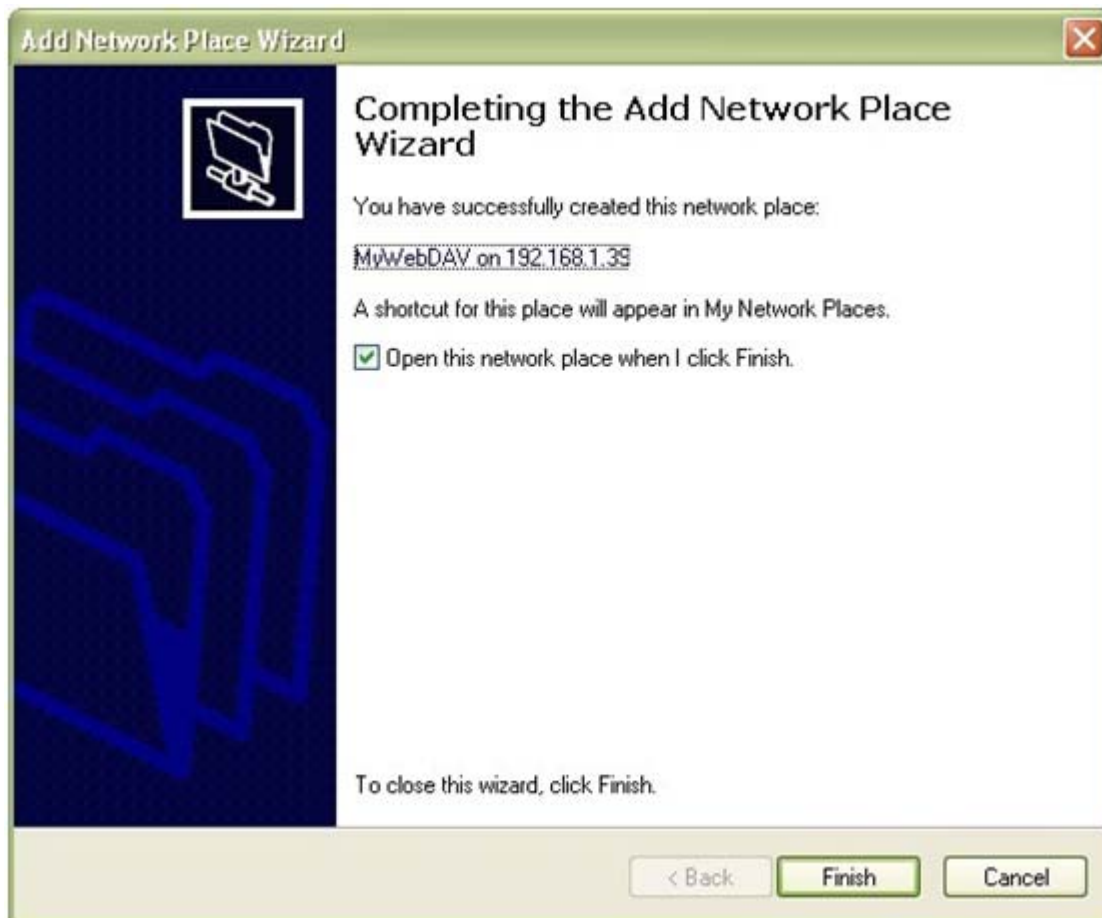 Add Network Place Wizard
Completing the Add Network Place
Wizard
You have successfully created this network place:
MyWebDAV on 192.168.1.39
A shortcut for this place will appear in My Network Places.
Open this network place when I click Finish.
To close this wizard, click Finish.
< Back
Finish
Cancel